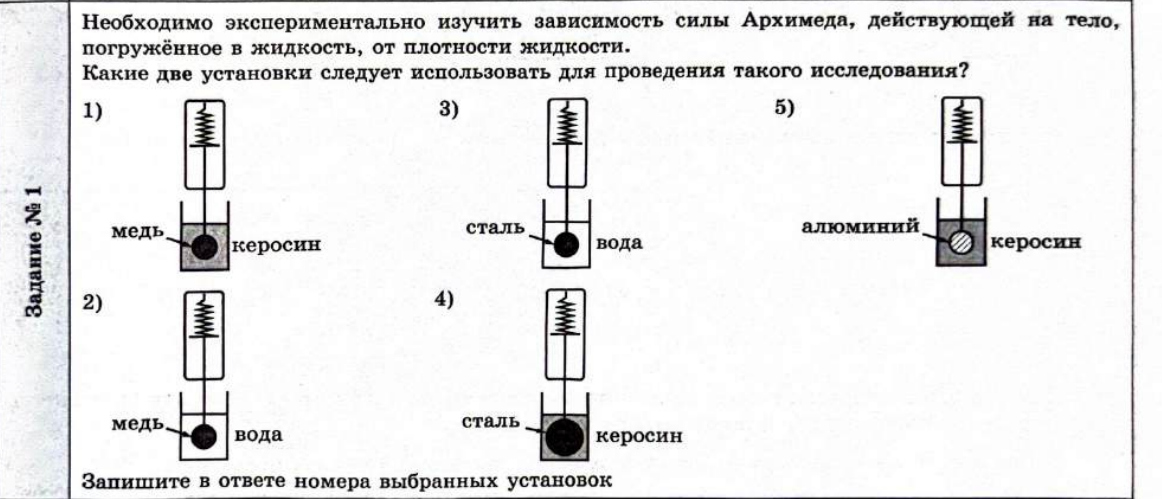 Задание № 1
Необходимо экспериментально изучить зависимость силы Архимеда, действующей на тело,
погружённое в жидкость, от плотности жидкости.
Какие две установки следует использовать для проведения такого исследования?
1)
медь
керосин
3)
сталь
вода
5)
алюминий
керосин
2)
медь
вода
4)
сталь
керосин
Запишите в ответе номера выбранных установок